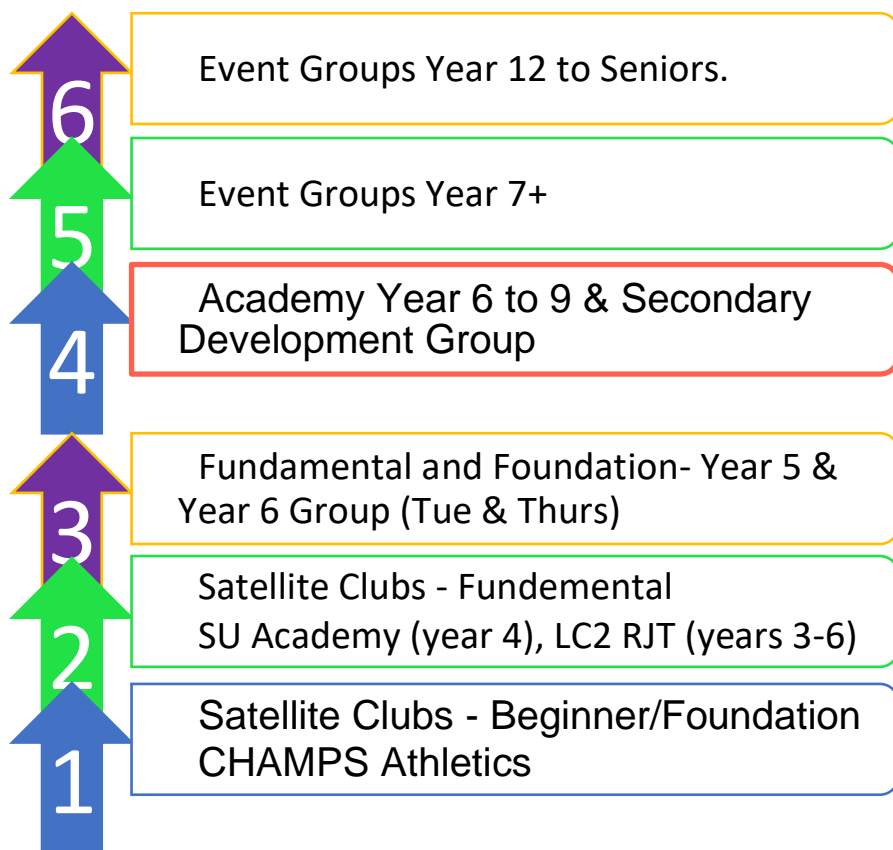 6
Event Groups Year 12 to Seniors.
5
Event Groups Year 7+
4
Academy Year 6 to 9 & Secondary
Development Group
3
Fundamental and Foundation- Year 5 &
Year 6 Group (Tue & Thurs)
2
Satellite Clubs - Fundemental
SU Academy (year 4), LC2 RJT (years 3-6)
1
Satellite Clubs - Beginner/Foundation
CHAMPS Athletics